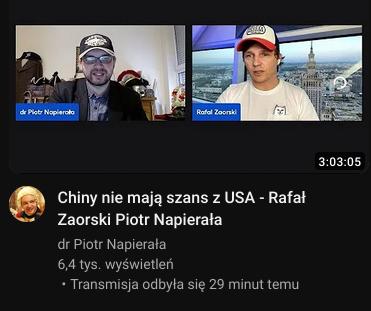 dr Piotr Napierała
Rafał Zaorski
3:03:05
Chiny nie mają szans z USA - Rafał
Zaorski Piotr Napierała
dr Piotr Napierała
6,4 tys. wyświetleń
• Transmisja odbyła się 29 minut temu